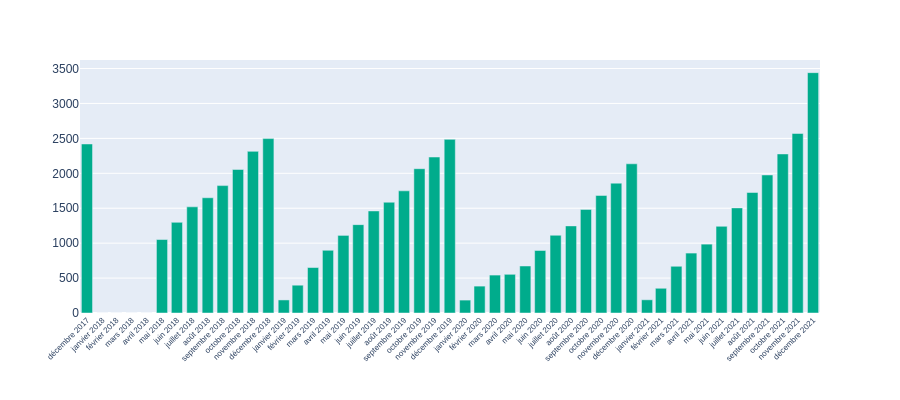 3500
3000
2500
2000
1500
1000
500
0
décembre 2017
janvier 2018
février 2018
mars 2018
avril 2018
mai 2018
juin 2018
juillet 2018
août 2018
septembre 2018
octobre 2018
novembre 2018
décembre 2018
janvier 2019
février 2019
mars 2019
avril 2019
mai 2019
juin 2019
juillet 2019
août 2019
septembre 2019
octobre 2019
novembre 2019
décembre 2019
janvier 2020
février 2020
mars 2020
avril 2020
mai 2020
juin 2020
juillet 2020
août 2020
septembre 2020
octobre 2020
novembre 2020
décembre 2020
janvier 2021
février 2021
mars 2021
avril 2021
mai 2021
juin 2021
juillet 2021
août 2021
septembre 2021
octobre 2021
novembre 2021
décembre 2021